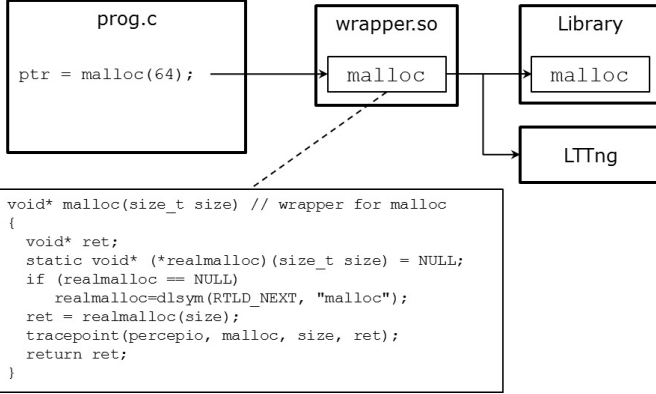 prog.c
ptr = malloc(64);
wrapper.so
malloc
Library
malloc
LTTng
void* malloc(size_t size) // wrapper for malloc
{
  void* ret;
  static void* (*realmalloc)(size_t size) = NULL;
  if (realmalloc == NULL)
     realmalloc=dlsym(RTLD_NEXT, "malloc");
  ret = realmalloc(size);
  tracepoint(percepio, malloc, size, ret);
  return ret;
}